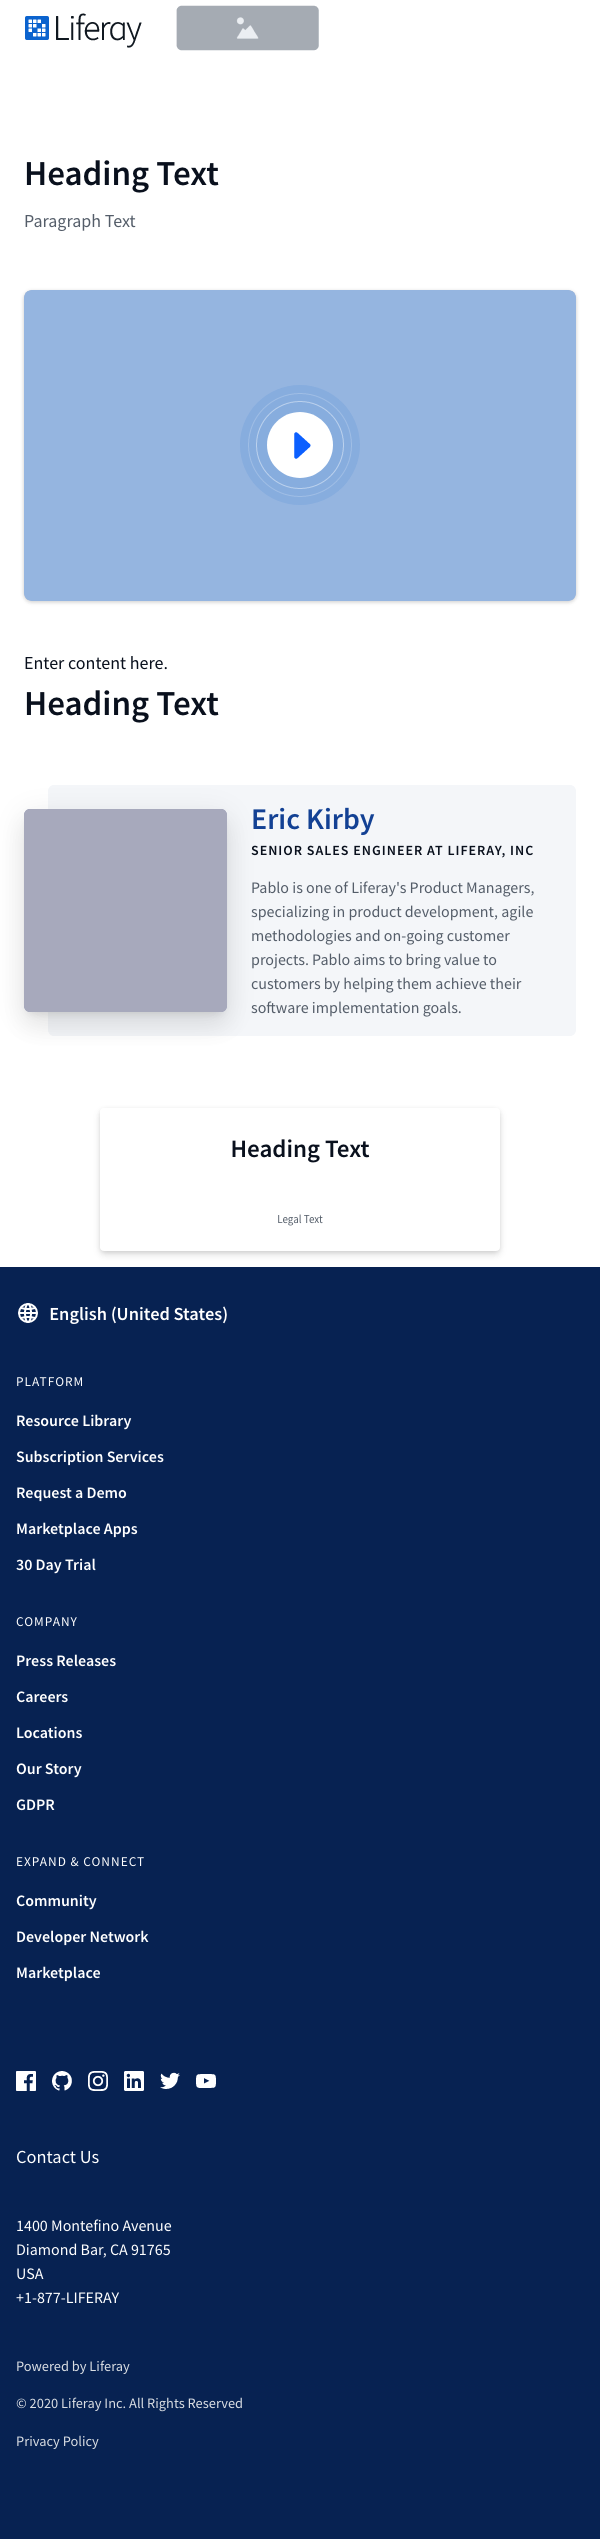 Liferay
Heading Text
Paragraph Text
Enter content here.
Heading Text
Eric Kirby
SENIOR SALES ENGINEER AT LIFERAY, INC
Pablo is one of Liferay's Product Managers,
specializing in product development, agile
methodologies and on-going customer
projects. Pablo aims to bring value to
customers by helping them achieve their
software implementation goals.
Heading Text
Legal Text
English (United States)
PLATFORM
Resource Library
Subscription Services
Request a Demo
Marketplace Apps
30 Day Trial
COMPANY
Press Releases
Careers
Locations
Our Story
GDPR
EXPAND & CONNECT
Community
Developer Network
Marketplace
Contact Us
1400 Montefino Avenue
Diamond Bar, CA 91765
USA
+1-877-LIFERAY
Powered by Liferay
© 2020 Liferay Inc. All Rights Reserved
Privacy Policy